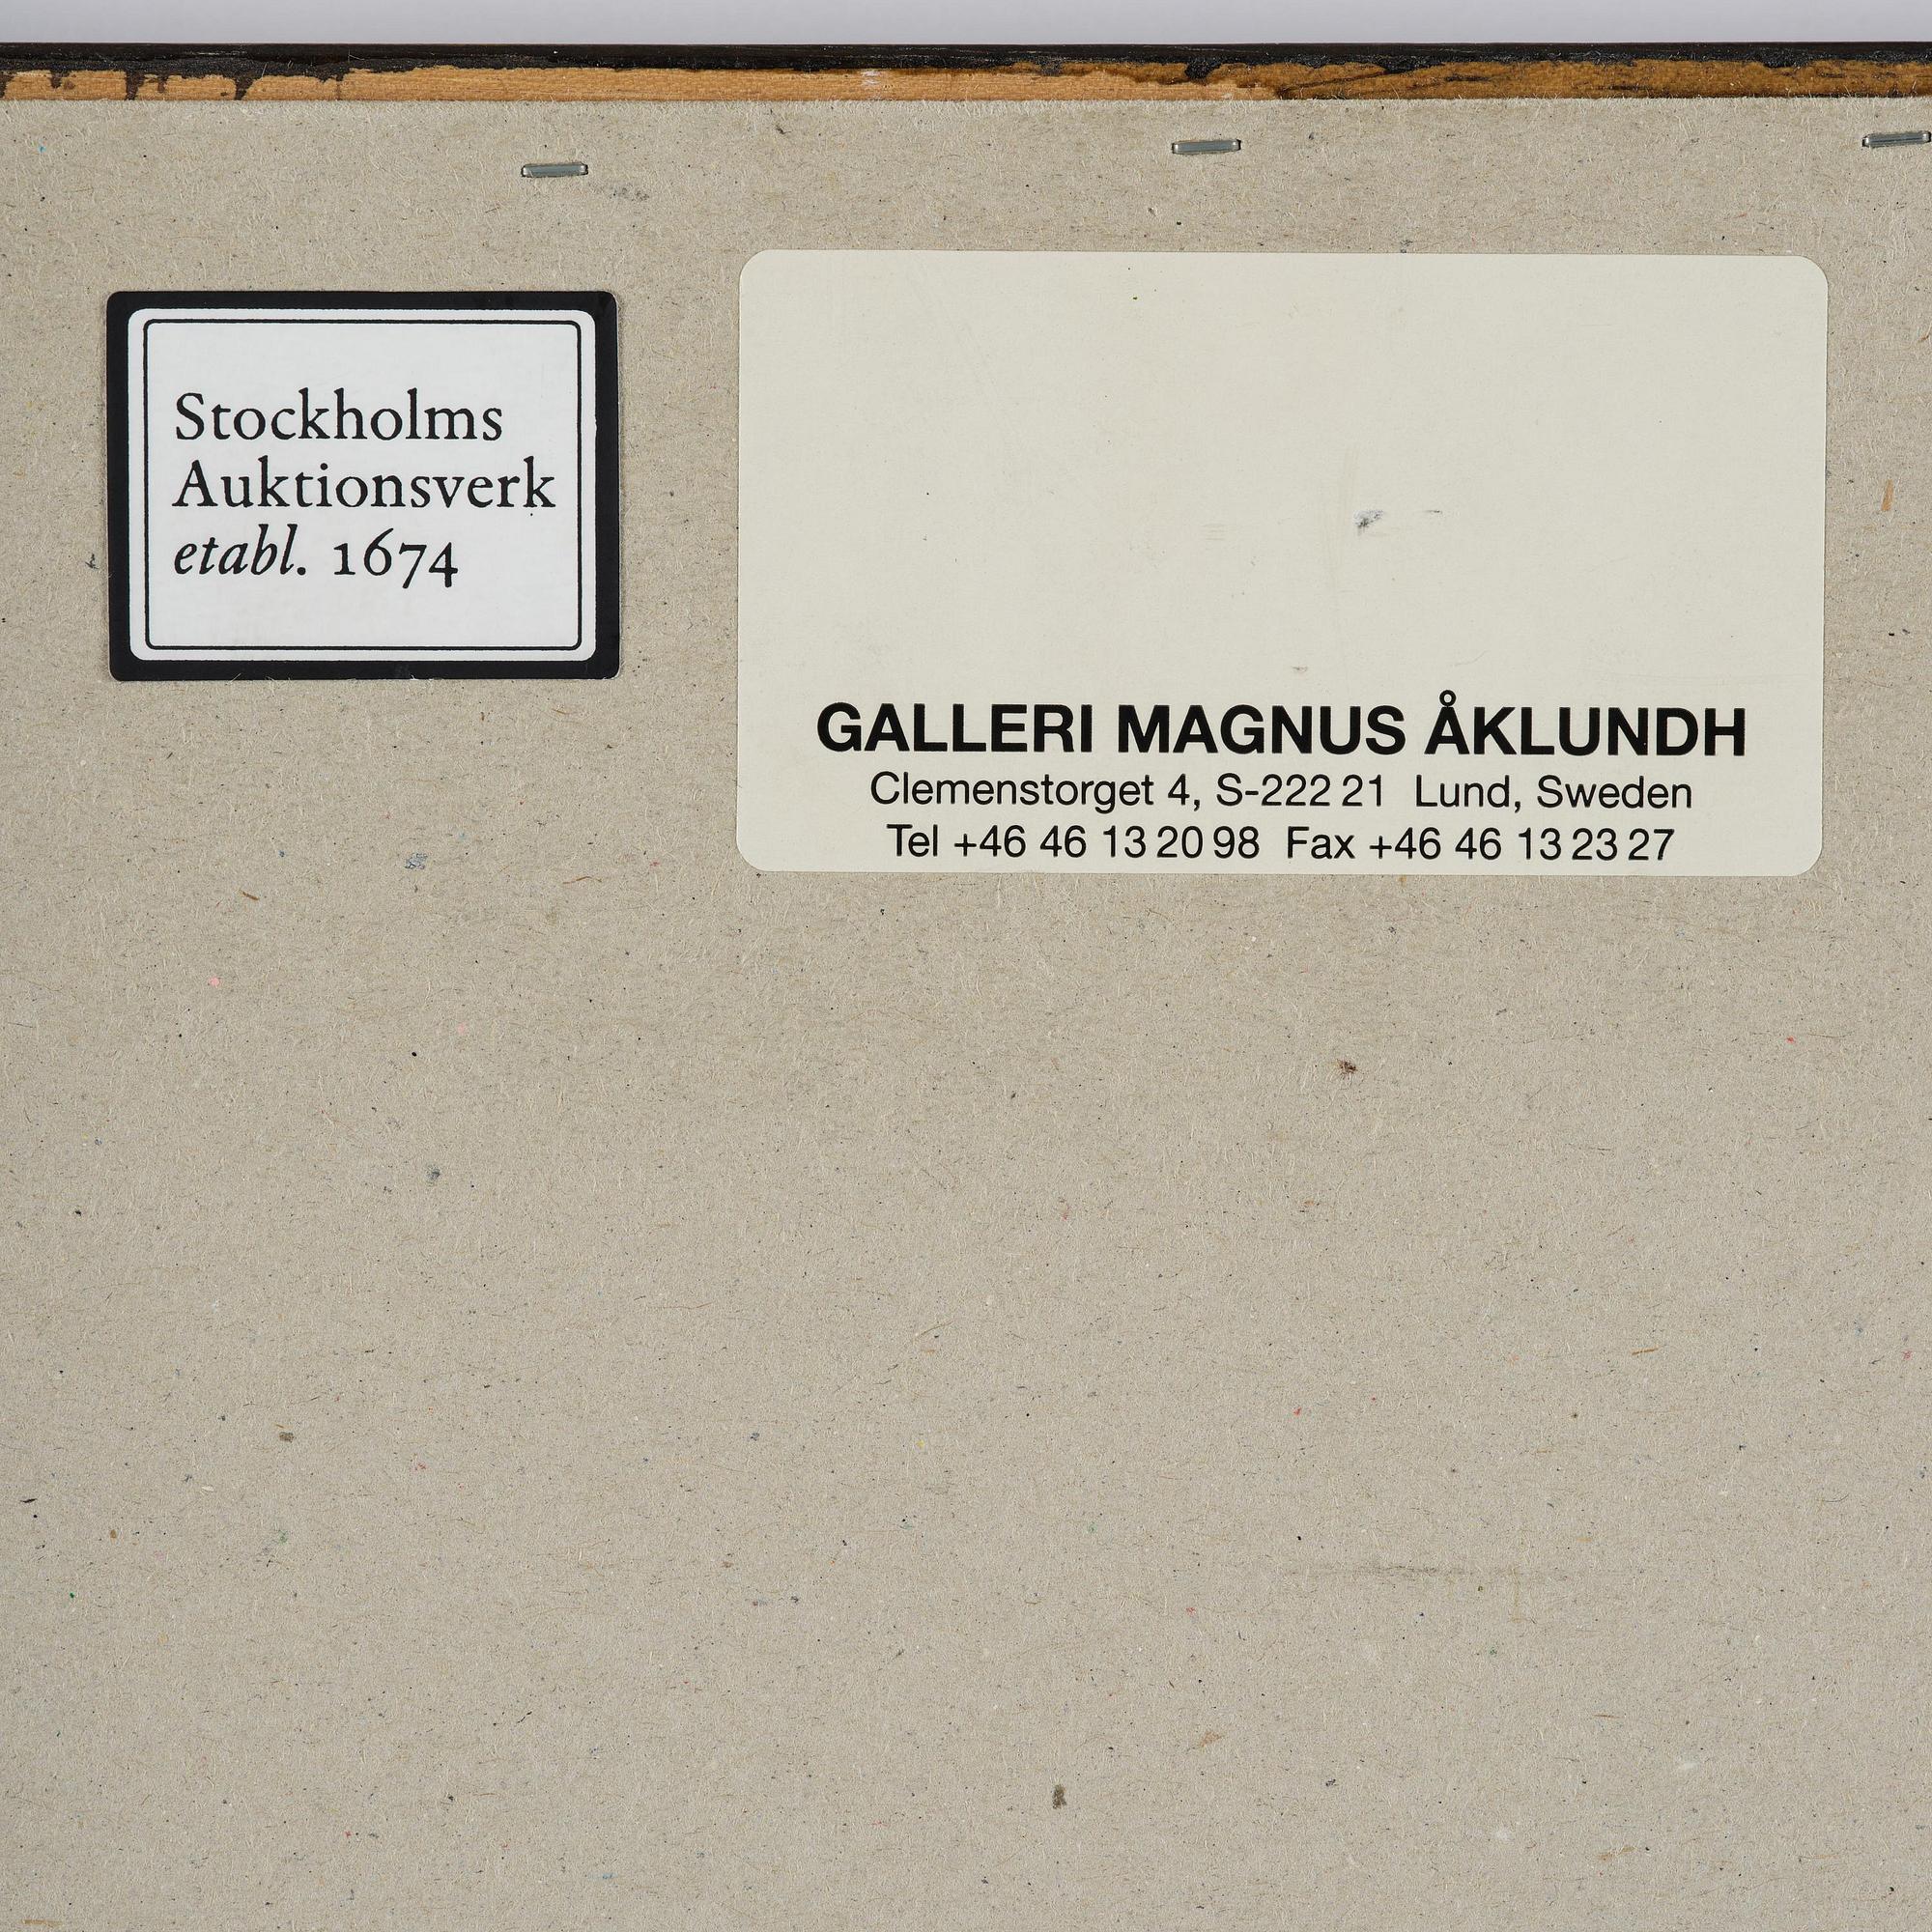 Stockholms
Auktionsverk
etabl. 1674
GALLERI MAGNUS ÅKLUNDH
Clemenstorget 4, S-222 21 Lund, Sweden
Tel +46 46 13 20 98 Fax +46 46 13 23 27